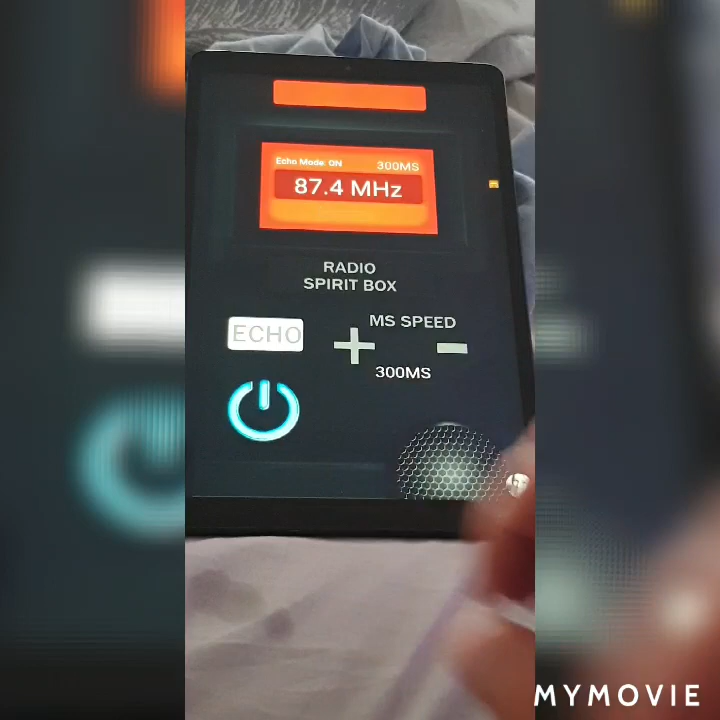 Echo Mode: ON 300MS
87.4 MHz
RADIO
SPIRIT BOX
ECHO
MS SPEED
300MS
MYMOVIE